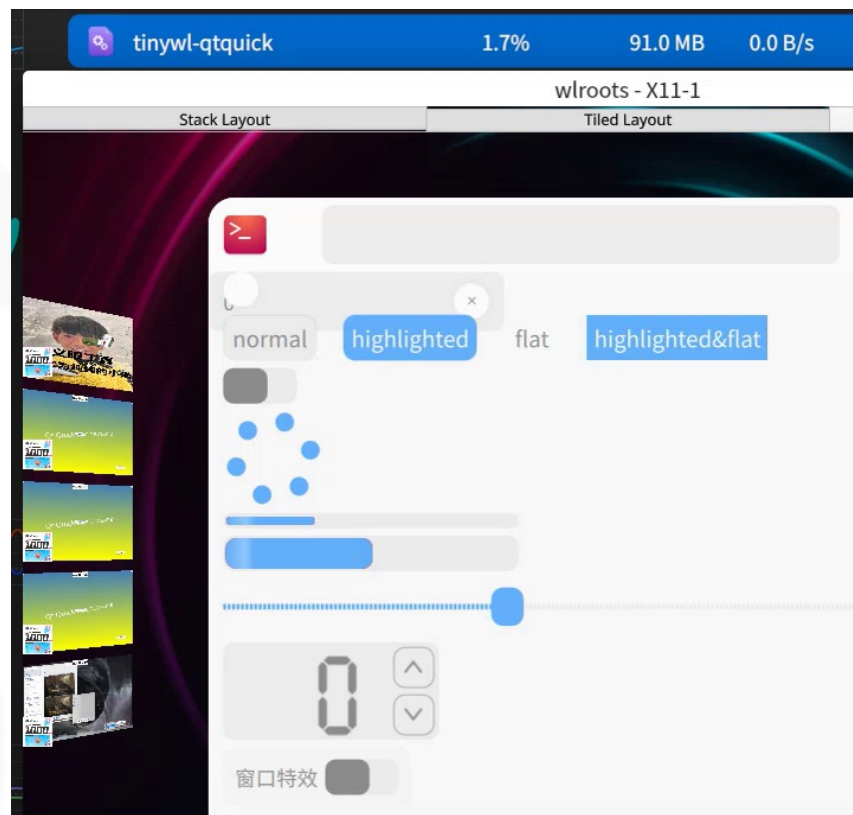 tinywl-qtquick 1.7% 91.0 MB 0.0 B/s
wlroots - X11-1
Stack Layout Tiled Layout
>_
normal highlighted flat highlighted&flat
0
窗口特效